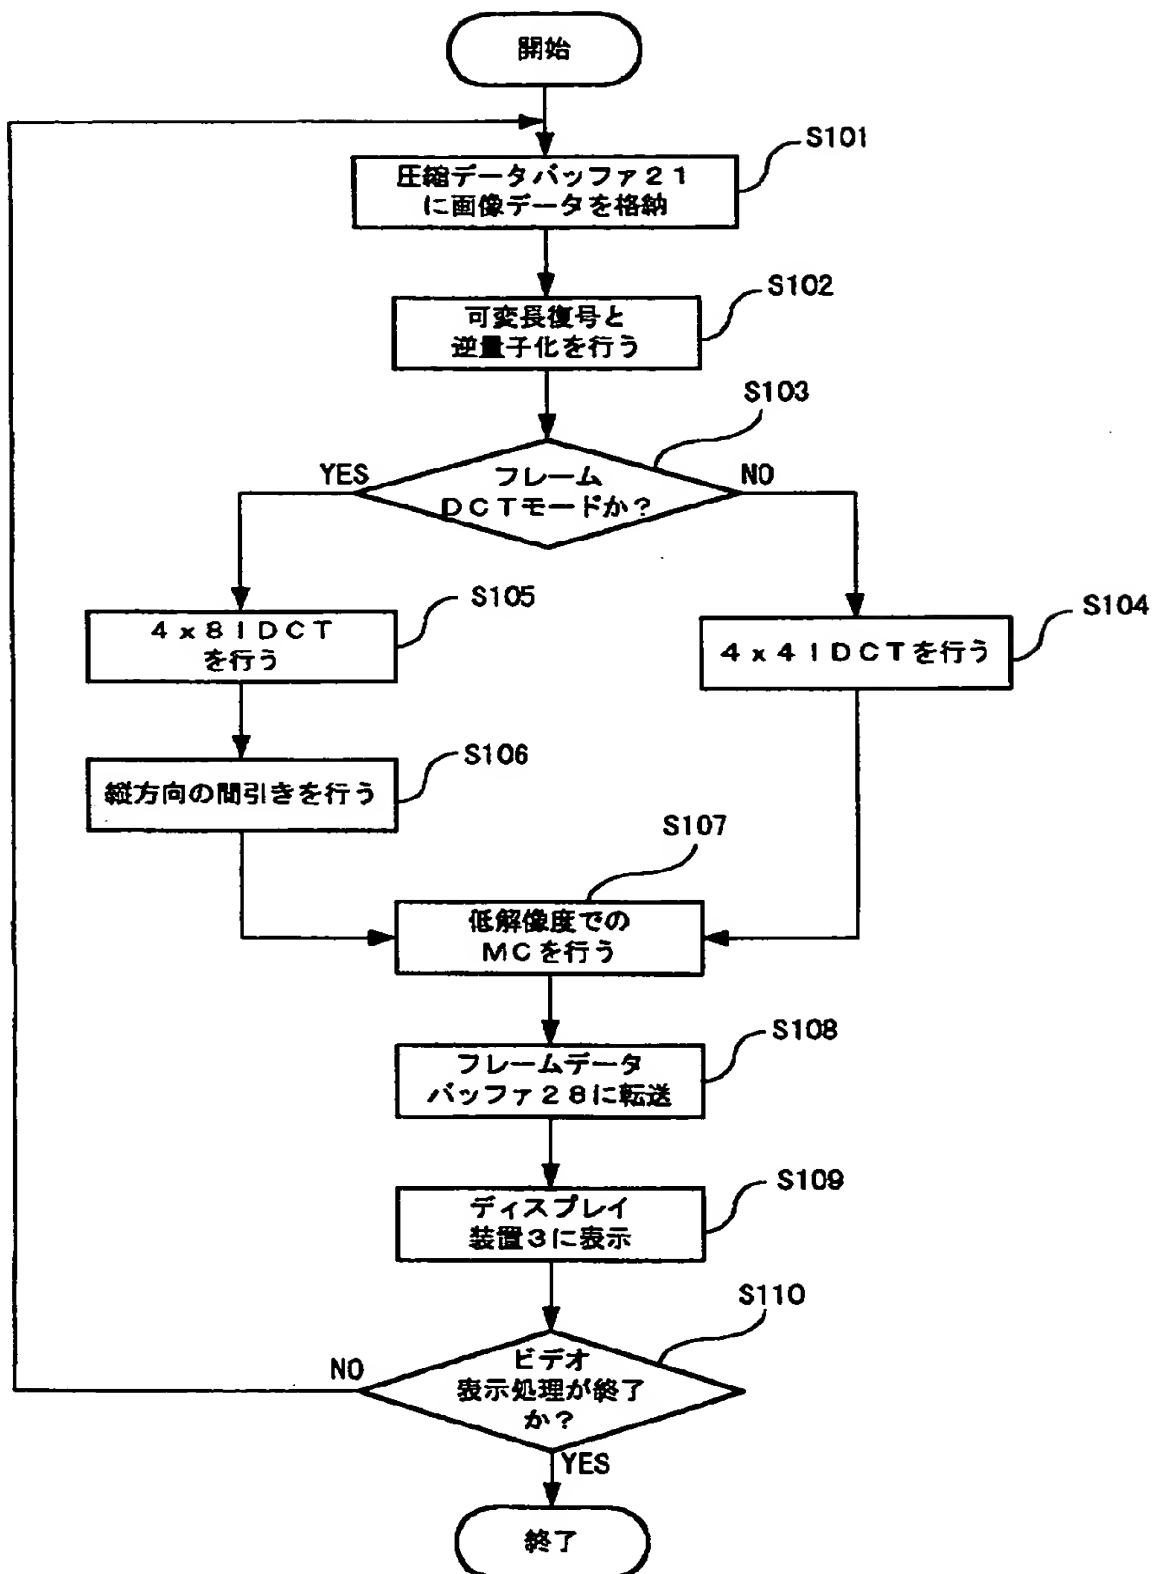 開始
S101
圧縮データバッファ21
に画像データを格納
S102
可変長復号と
逆量子化を行う
S103
YES
フレーム
DCTモードか?
NO
S105
4x8IDCT
を行う
S104
4x4IDCTを行う
S106
縦方向の間引きを行う
S107
低解像度での
MCを行う
S108
フレームデータ
バッファ28に転送
S109
ディスプレイ
装置3に表示
S110
NO
ビデオ
表示処理が終了
か?
YES
終了